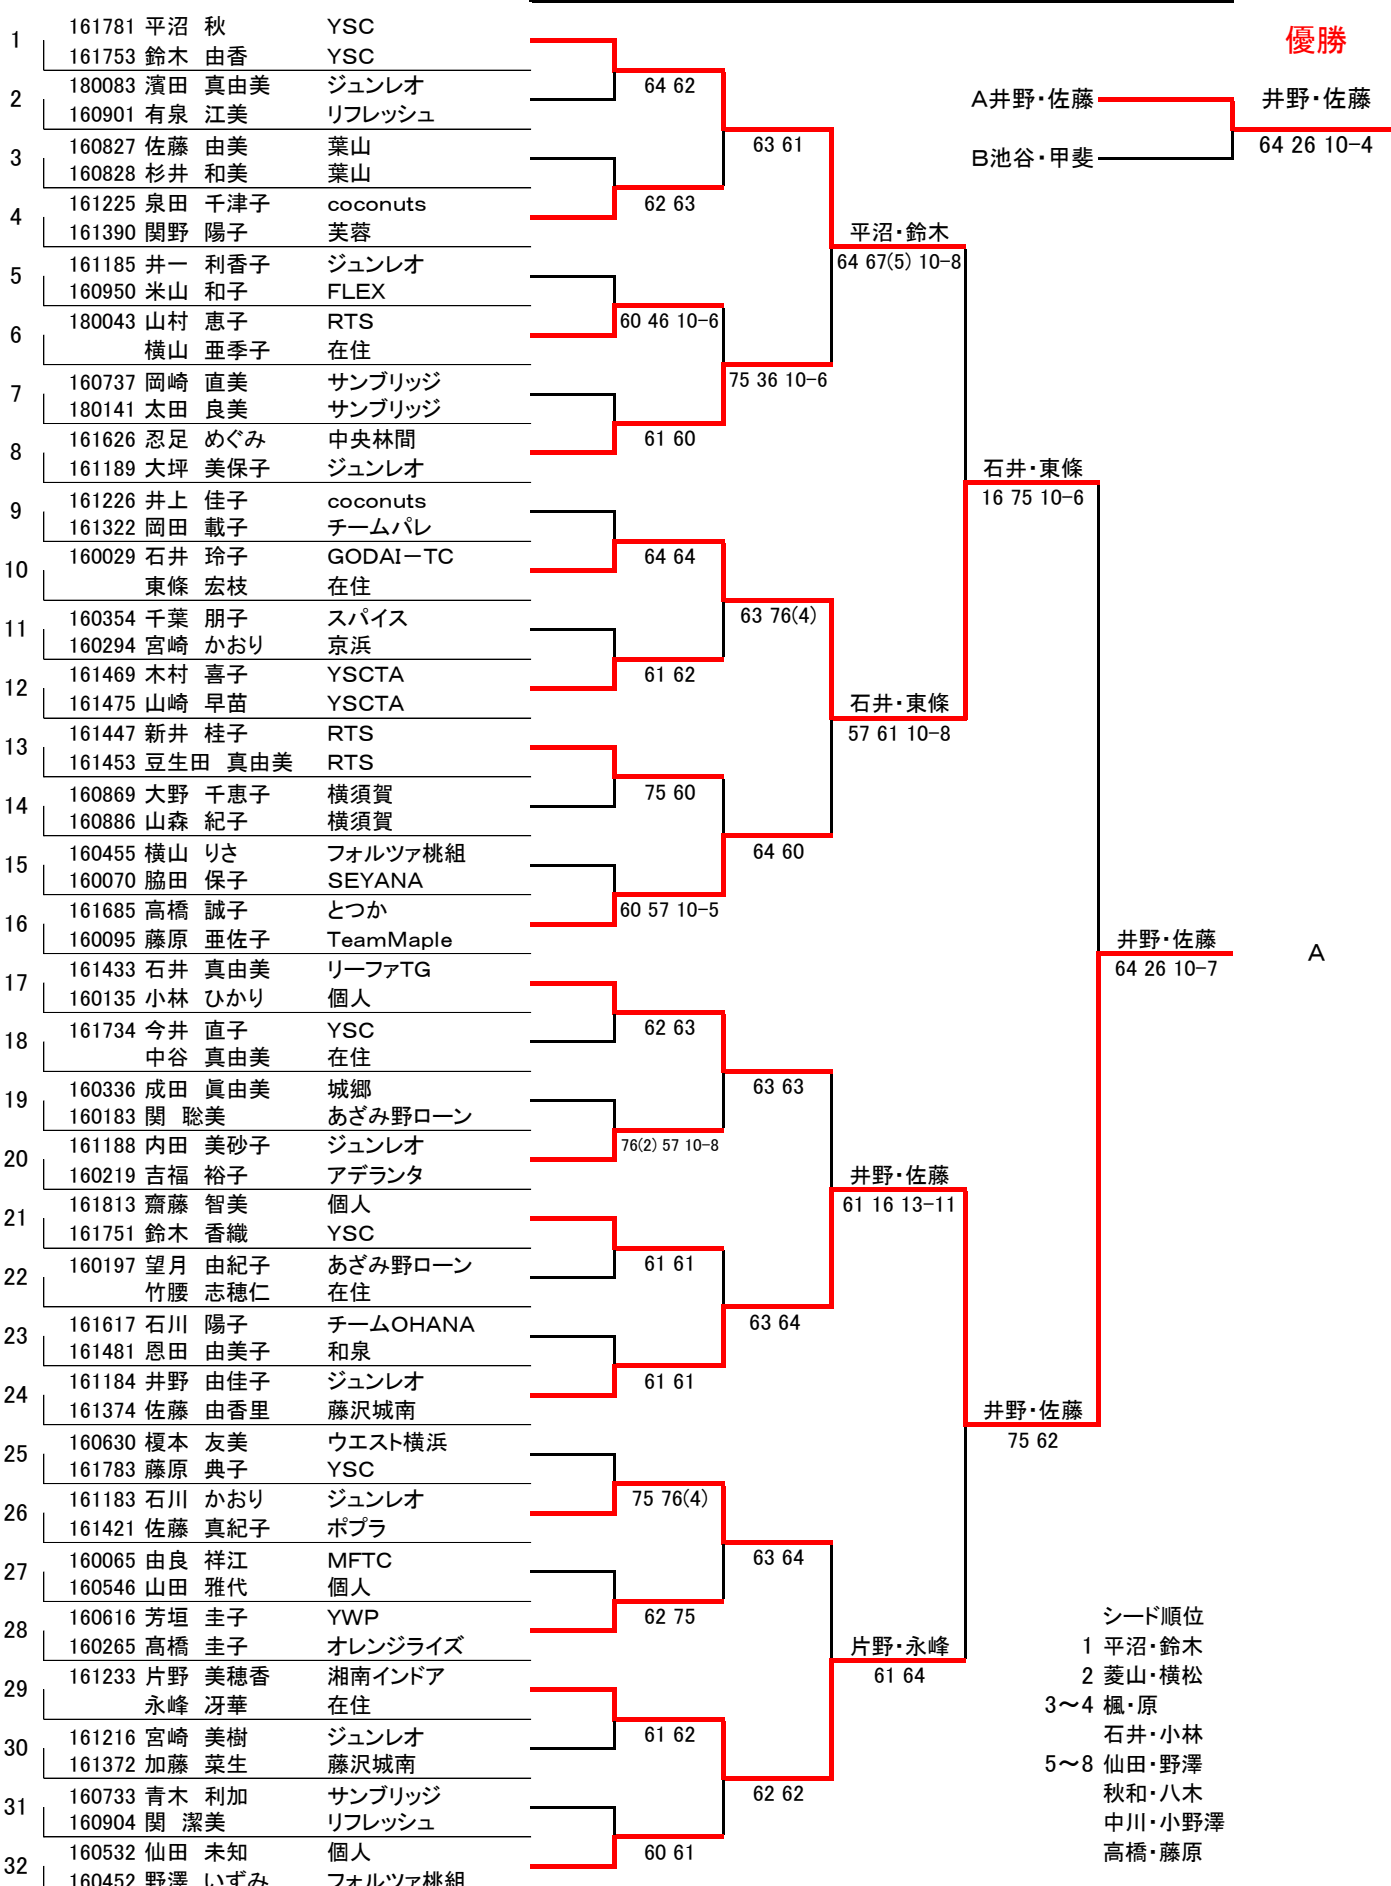 1 161781 平沼 秋 YSC
161753 鈴木 由香 YSC
2 180083 濱田 真由美 ジュンレオ
160901 有泉 江美 リフレッシュ
3 160827 佐藤 由美 葉山
160828 杉井 和美 葉山
4 161225 泉田 千津子 coconuts
161390 関野 陽子 芙蓉
5 161185 井一 利香子 ジュンレオ
160950 米山 和子 FLEX
6 180043 山村 恵子 RTS
横山 亜季子 在住
7 160737 岡崎 直美 サンブリッジ
180141 太田 良美 サンブリッジ
8 161626 忍足 めぐみ 中央林間
161189 大坪 美保子 ジュンレオ
9 161226 井上 佳子 coconuts
161322 岡田 載子 チームパレ
10 160029 石井 玲子 GODAI－TC
東條 宏枝 在住
11 160354 千葉 朋子 スパイス
160294 宮崎 かおり 京浜
12 161469 木村 喜子 YSCTA
161475 山崎 早苗 YSCTA
13 161447 新井 桂子 RTS
161453 豆生田 真由美 RTS
14 160869 大野 千恵子 横須賀
160886 山森 紀子 横須賀
15 160455 横山 りさ フォルツァ桃組
160070 脇田 保子 SEYANA
16 161685 高橋 誠子 とつか
160095 藤原 亜佐子 TeamMaple
17 161433 石井 真由美 リーファTG
160135 小林 ひかり 個人
18 161734 今井 直子 YSC
中谷 真由美 在住
19 160336 成田 眞由美 城郷
160183 関 聡美 あざみ野ローン
20 161188 内田 美砂子 ジュンレオ
160219 吉福 裕子 アデランタ
21 161813 齋藤 智美 個人
161751 鈴木 香織 YSC
22 160197 望月 由紀子 あざみ野ローン
竹腰 志穂仁 在住
23 161617 石川 陽子 チームOHANA
161481 恩田 由美子 和泉
24 161184 井野 由佳子 ジュンレオ
161374 佐藤 由香里 藤沢城南
25 160630 榎本 友美 ウエスト横浜
161783 藤原 典子 YSC
26 161183 石川 かおり ジュンレオ
161421 佐藤 真紀子 ポプラ
27 160065 由良 祥江 MFTC
160546 山田 雅代 個人
28 160616 芳垣 圭子 YWP
160265 髙橋 圭子 オレンジライズ
29 161233 片野 美穂香 湘南インドア
永峰 冴華 在住
30 161216 宮崎 美樹 ジュンレオ
161372 加藤 菜生 藤沢城南
31 160733 青木 利加 サンブリッジ
160904 関 潔美 リフレッシュ
32 160532 仙田 未知 個人
160452 野澤 いずみ フォルツァ桃組
64 62
62 63
60 46 10-6
61 60
64 64
61 62
75 60
60 57 10-5
62 63
76(2) 57 10-8
61 61
61 61
75 76(4)
62 75
61 62
60 61
63 61
75 36 10-6
63 76(4)
64 60
63 63
63 64
63 64
62 62
平沼・鈴木
64 67(5) 10-8
石井・東條
57 61 10-8
井野・佐藤
61 16 13-11
片野・永峰
61 64
石井・東條
16 75 10-6
井野・佐藤
75 62
井野・佐藤
64 26 10-7
A
優勝
A井野・佐藤
B池谷・甲斐
井野・佐藤
64 26 10-4
シード順位
1 平沼・鈴木
2 菱山・横松
3～4 楓・原
石井・小林
5～8 仙田・野澤
秋和・八木
中川・小野澤
高橋・藤原